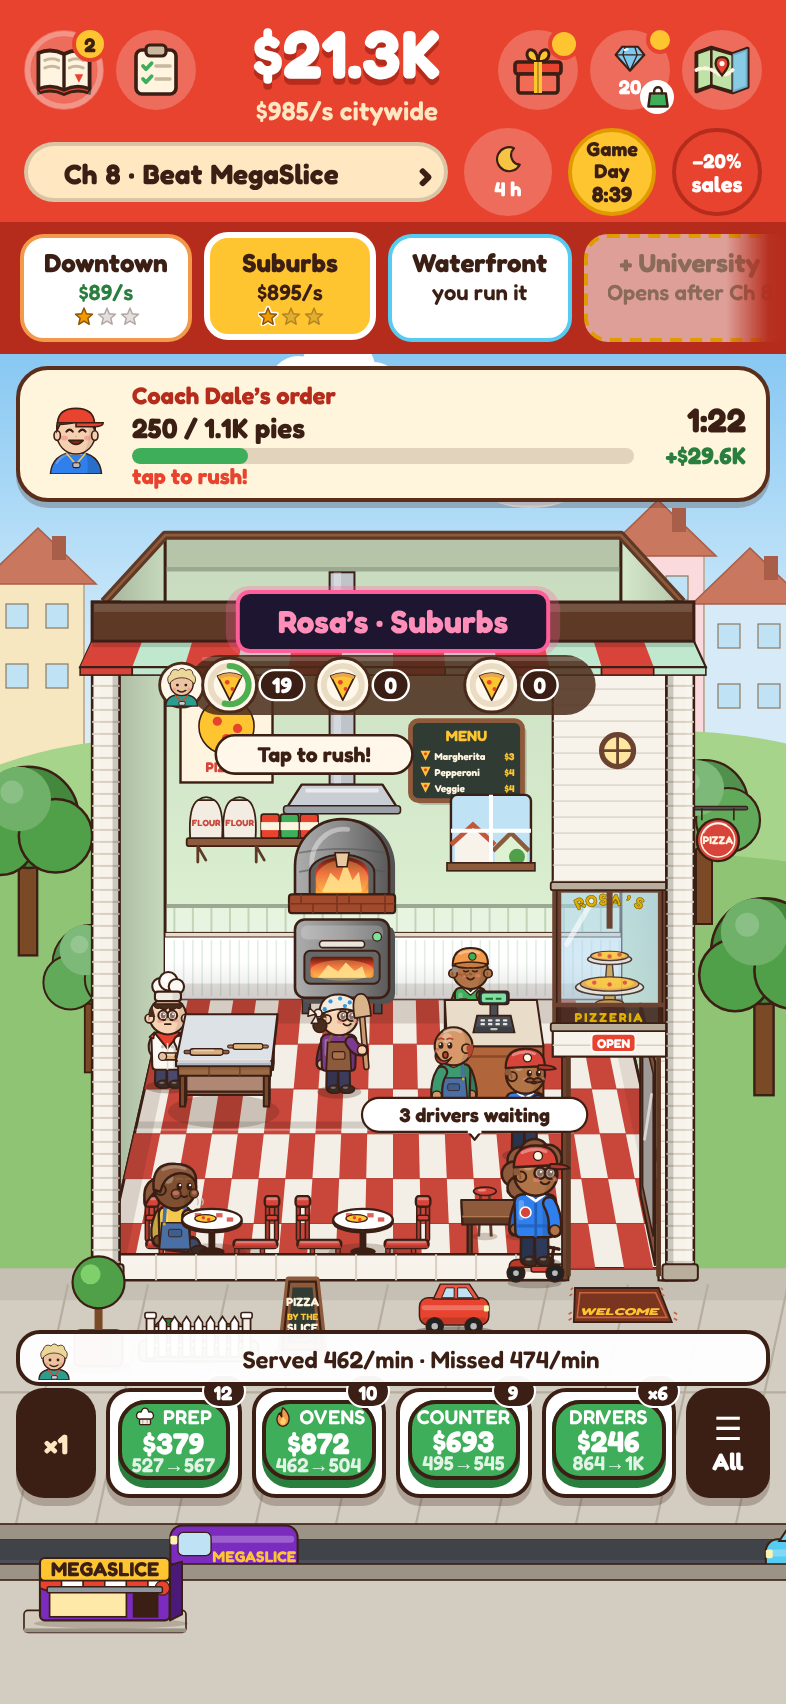 2
$21.3K
$985/s citywide
20
Ch 8 · Beat MegaSlice
4 h
Game
Day
8:39
-20%
sales
Downtown
$89/s
Suburbs
$895/s
Waterfront
you run it
+ University
Opens after Ch 8
Coach Dale's order
250 / 1.1K pies
tap to rush!
1:22
+$29.6K
Rosa's · Suburbs
19
0
0
Tap to rush!
MENU
Margherita $3
Pepperoni $4
Veggie $4
FLOUR
FLOUR
PIZZA
ROSA'S
PIZZERIA
OPEN
3 drivers waiting
PIZZA
BY THE
SLICE
WELCOME
Served 462/min · Missed 474/min
x1
12
PREP
$379
527→567
10
OVENS
$872
462→504
9
COUNTER
$693
495→545
x6
DRIVERS
$246
864→1K
All
MEGASLICE
MEGASLICE